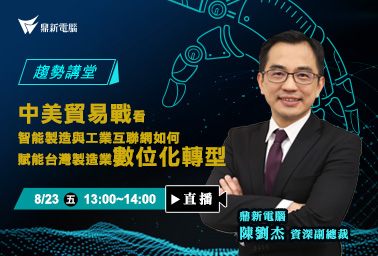 鼎新電腦
趨勢講堂
中美貿易戰看
智能製造與工業互聯網如何
賦能台灣製造業數位化轉型
8/23 五 13:00~14:00 直播
鼎新電腦
陳劉杰 資深副總裁